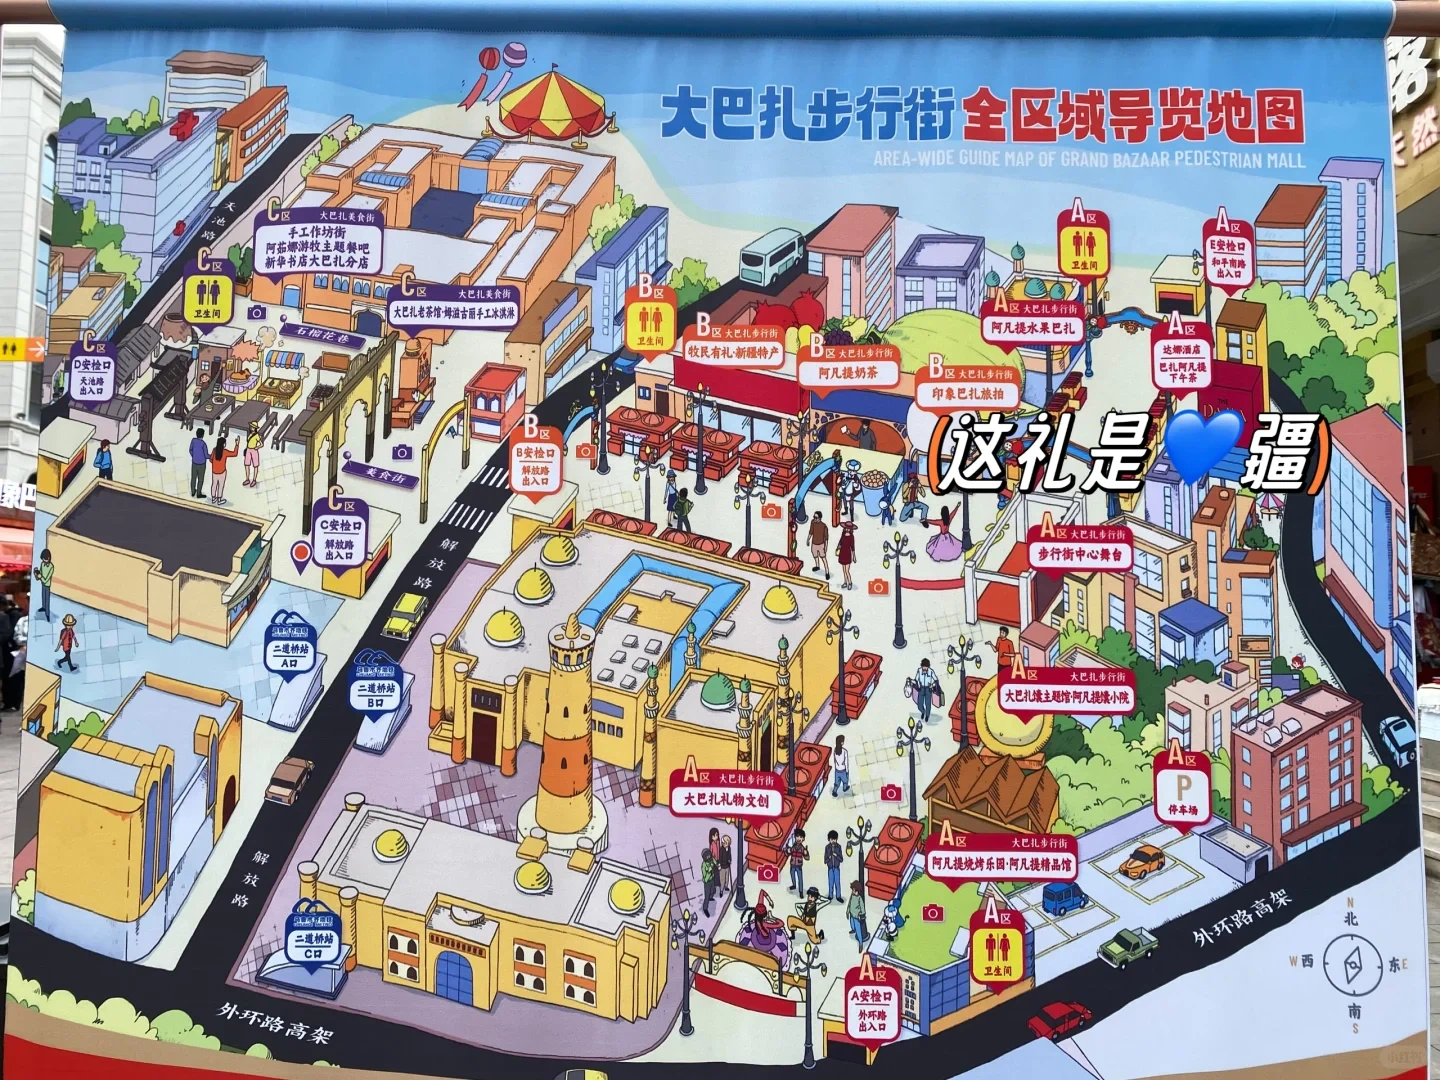 大巴扎步行街全区域导览地图
AREA-WIDE GUIDE MAP OF GRAND BAZAAR PEDESTRIAN MALL
天池路
C区 大巴扎美食街
手工作坊街
阿茹娜游牧主题餐吧
新华书店大巴扎分店
C区
卫生间
C区 大巴扎美食街
大巴扎老茶馆·姆滋古丽手工冰淇淋
石榴花巷
C区
D安检口
天池路
出入口
B区
卫生间
B区 大巴扎步行街
牧民有礼·新疆特产
B区 大巴扎步行街
阿凡提奶茶
B区 大巴扎步行街
印象巴扎旅拍
A区
卫生间
A区
E安检口
和平南路
出入口
A区 大巴扎步行街
阿凡提水果巴扎
A区
达娜酒店
巴扎阿凡提
下午茶
(这礼是💙疆)
B区
B安检口
解放路
出入口
美食街
C区
C安检口
解放路
出入口
解放路
A区 大巴扎步行街
步行街中心舞台
二道桥站
A口
二道桥站
B口
A区 大巴扎步行街
大巴扎馕主题馆·阿凡提馕小院
A区 大巴扎步行街
大巴扎礼物文创
A区
P
停车场
A区 大巴扎步行街
阿凡提烧烤乐园·阿凡提精品馆
解放路
二道桥站
C口
A区
卫生间
A区
A安检口
外环路
出入口
外环路高架
外环路高架
N
北
W西
东E
南
S
小红书